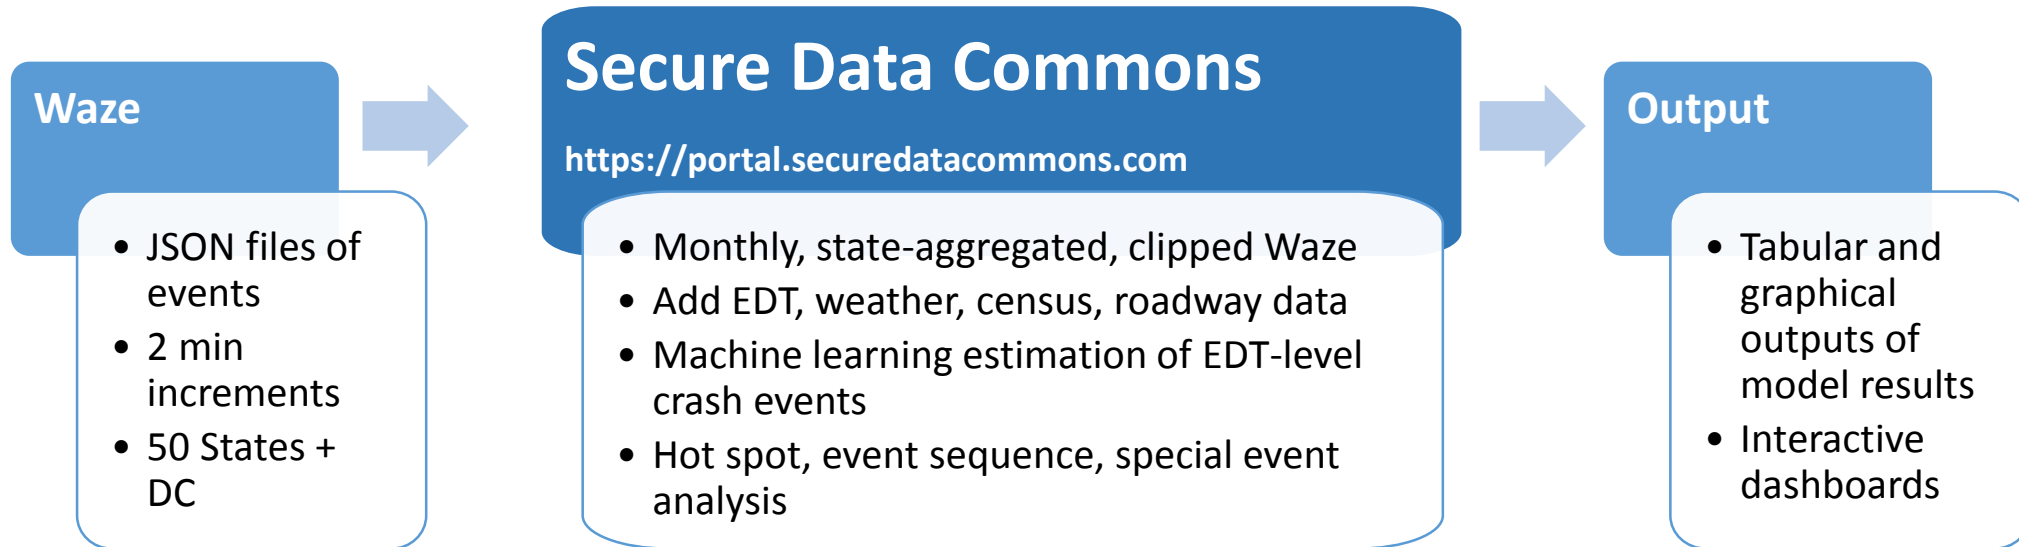 Waze
• JSON files of
events
• 2 min
increments
• 50 States +
DC
Secure Data Commons
https://portal.securedatacommons.com
• Monthly, state-aggregated, clipped Waze
• Add EDT, weather, census, roadway data
• Machine learning estimation of EDT-level
crash events
• Hot spot, event sequence, special event
analysis
Output
• Tabular and
graphical
outputs of
model results
• Interactive
dashboards